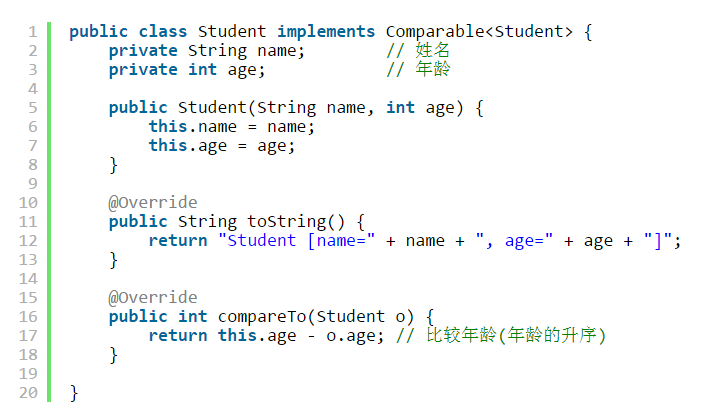 1 public class Student implements Comparable<Student> {
2     private String name;        // 姓名
3     private int age;            // 年龄
4
5     public Student(String name, int age) {
6         this.name = name;
7         this.age = age;
8     }
9
10     @Override
11     public String toString() {
12         return "Student [name=" + name + ", age=" + age + "]";
13     }
14
15     @Override
16     public int compareTo(Student o) {
17         return this.age - o.age; // 比较年龄(年龄的升序)
18     }
19
20 }